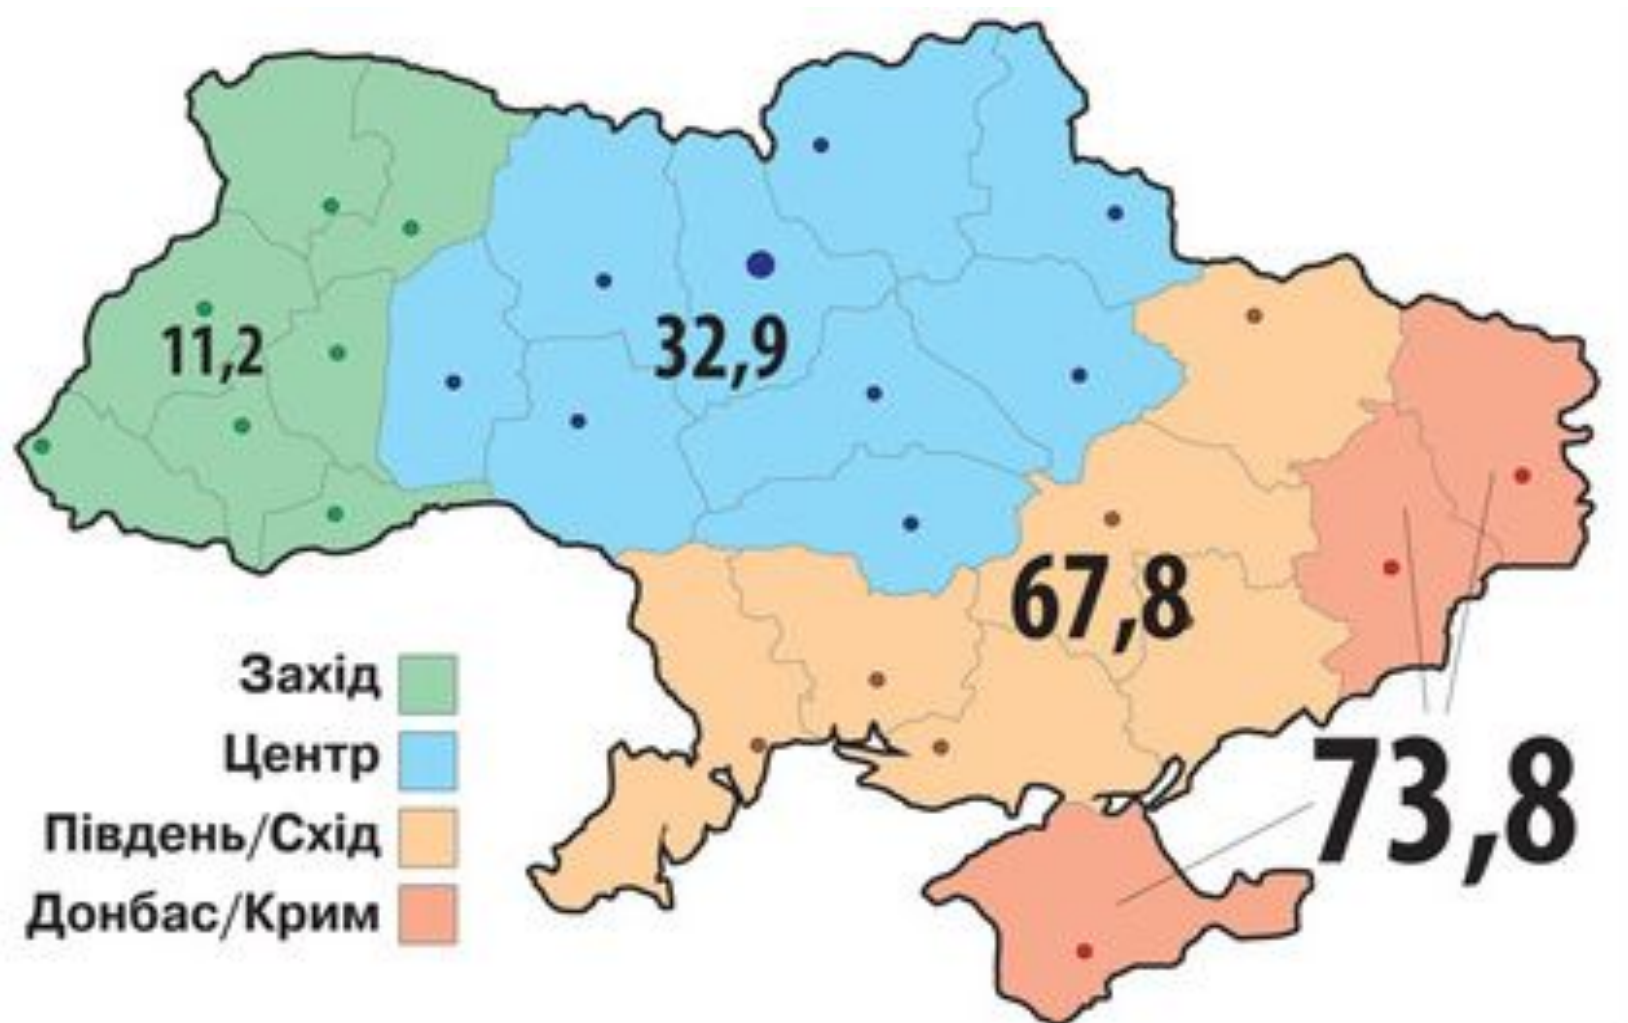 11,2
32,9
67,8
73,8
Захід
Центр
Південь/Схід
Донбас/Крим